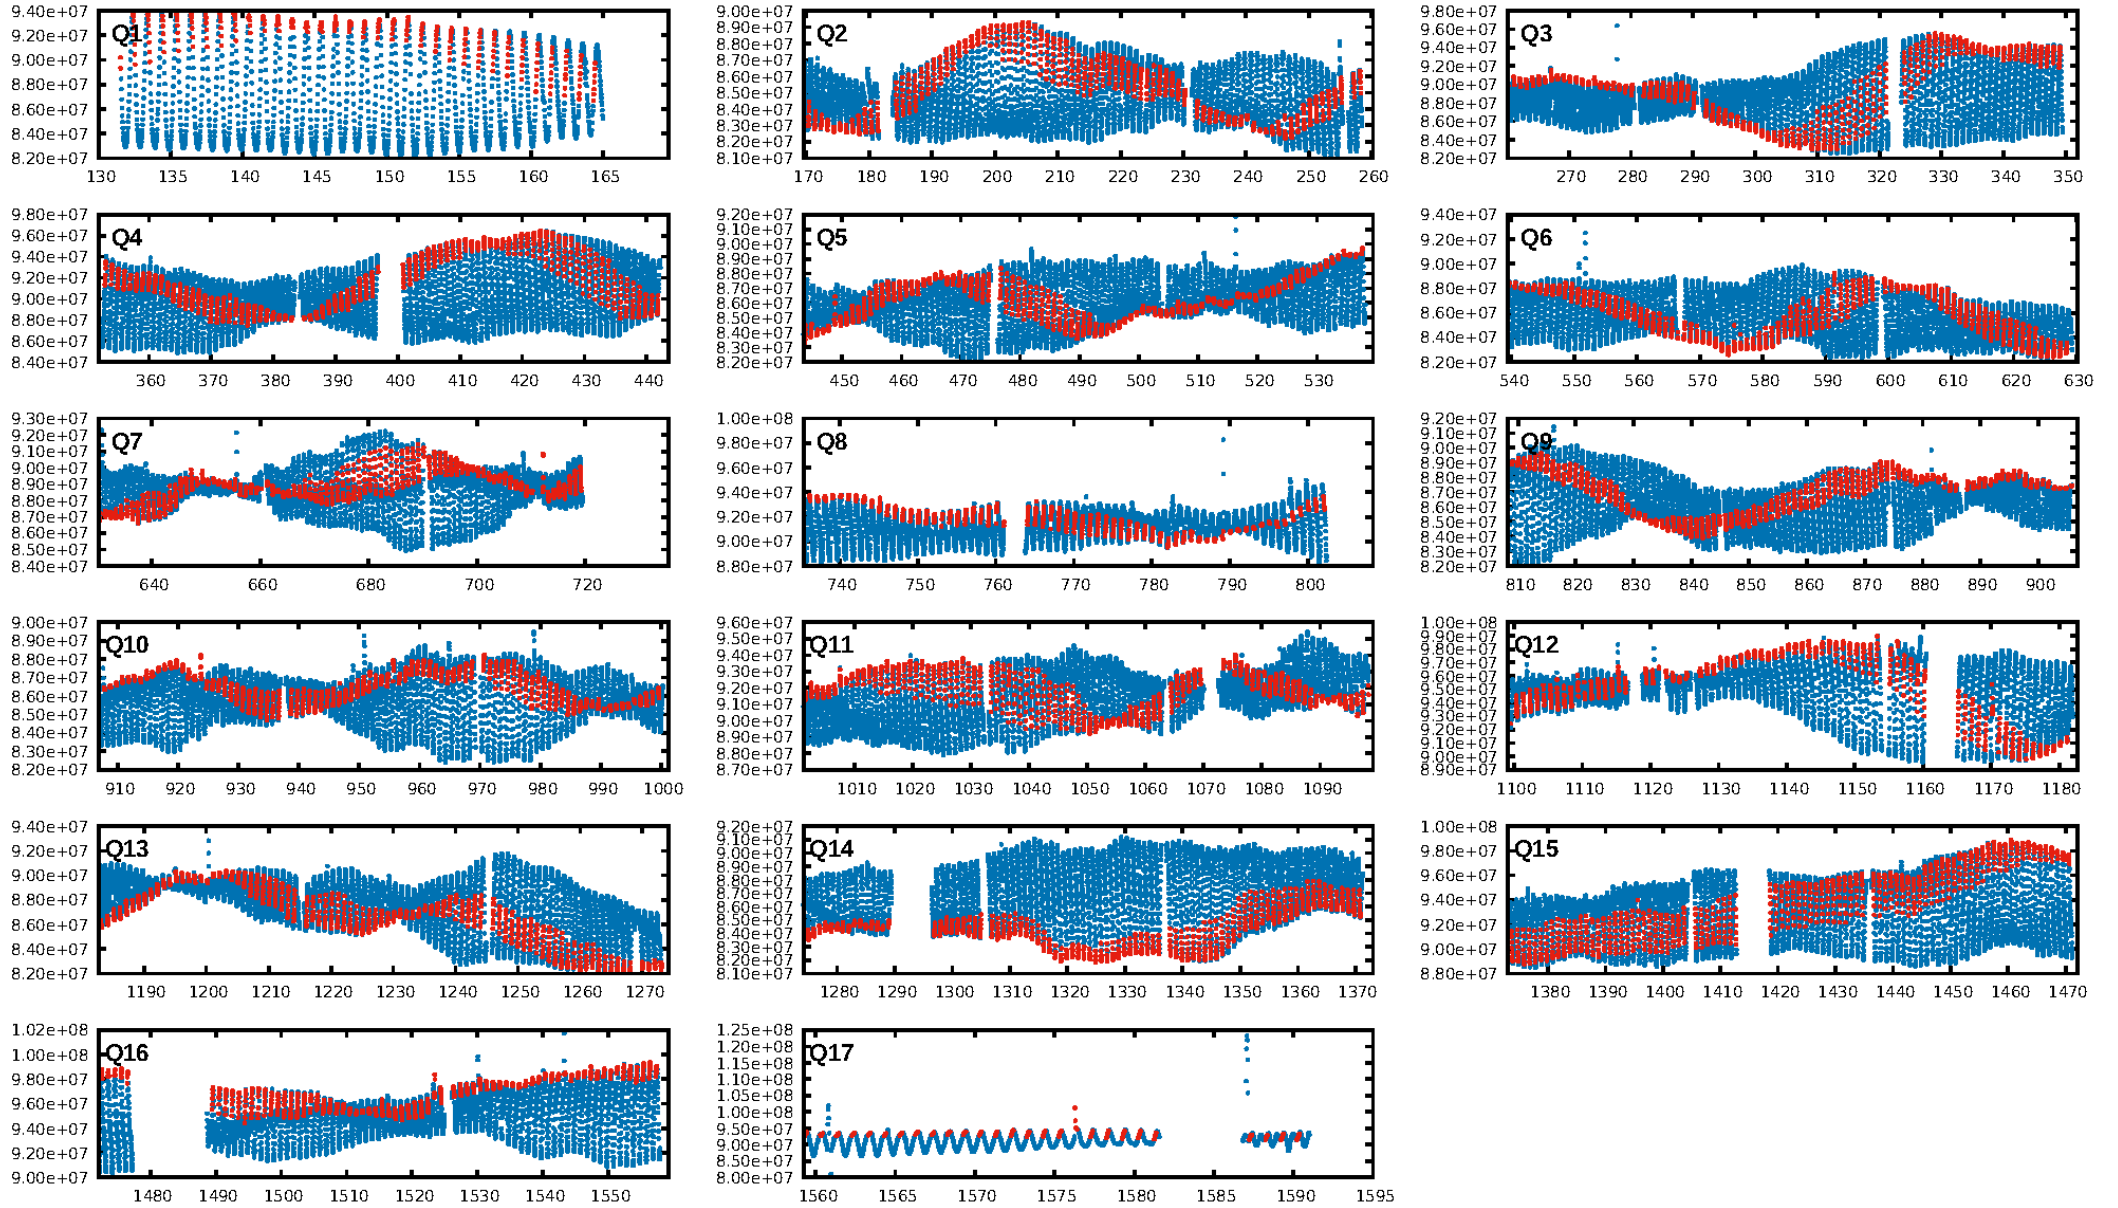 9.40e+07
9.20e+07
9.00e+07
8.80e+07
8.60e+07
8.40e+07
8.20e+07
Q1
130 135 140 145 150 155 160 165
9.00e+07
8.90e+07
8.80e+07
8.70e+07
8.60e+07
8.50e+07
8.40e+07
8.30e+07
8.20e+07
8.10e+07
Q2
170 180 190 200 210 220 230 240 250 260
9.80e+07
9.60e+07
9.40e+07
9.20e+07
9.00e+07
8.80e+07
8.60e+07
8.40e+07
8.20e+07
Q3
270 280 290 300 310 320 330 340 350
9.80e+07
9.60e+07
9.40e+07
9.20e+07
9.00e+07
8.80e+07
8.60e+07
8.40e+07
Q4
360 370 380 390 400 410 420 430 440
9.20e+07
9.10e+07
9.00e+07
8.90e+07
8.80e+07
8.70e+07
8.60e+07
8.50e+07
8.40e+07
8.30e+07
8.20e+07
Q5
450 460 470 480 490 500 510 520 530
9.40e+07
9.20e+07
9.00e+07
8.80e+07
8.60e+07
8.40e+07
8.20e+07
Q6
540 550 560 570 580 590 600 610 620 630
9.30e+07
9.20e+07
9.10e+07
9.00e+07
8.90e+07
8.80e+07
8.70e+07
8.60e+07
8.50e+07
8.40e+07
Q7
640 660 680 700 720
1.00e+08
9.80e+07
9.60e+07
9.40e+07
9.20e+07
9.00e+07
8.80e+07
Q8
740 750 760 770 780 790 800
9.20e+07
9.10e+07
9.00e+07
8.90e+07
8.80e+07
8.70e+07
8.60e+07
8.50e+07
8.40e+07
8.30e+07
8.20e+07
Q9
810 820 830 840 850 860 870 880 890 900
9.00e+07
8.90e+07
8.80e+07
8.70e+07
8.60e+07
8.50e+07
8.40e+07
8.30e+07
8.20e+07
Q10
910 920 930 940 950 960 970 980 990 1000
9.60e+07
9.50e+07
9.40e+07
9.30e+07
9.20e+07
9.10e+07
9.00e+07
8.90e+07
8.80e+07
8.70e+07
Q11
1010 1020 1030 1040 1050 1060 1070 1080 1090
1.00e+08
9.90e+07
9.80e+07
9.70e+07
9.60e+07
9.50e+07
9.40e+07
9.30e+07
9.20e+07
9.10e+07
9.00e+07
8.90e+07
Q12
1100 1110 1120 1130 1140 1150 1160 1170 1180
9.40e+07
9.20e+07
9.00e+07
8.80e+07
8.60e+07
8.40e+07
8.20e+07
Q13
1190 1200 1210 1220 1230 1240 1250 1260 1270
9.20e+07
9.10e+07
9.00e+07
8.90e+07
8.80e+07
8.70e+07
8.60e+07
8.50e+07
8.40e+07
8.30e+07
8.20e+07
8.10e+07
Q14
1280 1290 1300 1310 1320 1330 1340 1350 1360 1370
1.00e+08
9.80e+07
9.60e+07
9.40e+07
9.20e+07
9.00e+07
8.80e+07
Q15
1380 1390 1400 1410 1420 1430 1440 1450 1460 1470
1.02e+08
1.00e+08
9.80e+07
9.60e+07
9.40e+07
9.20e+07
9.00e+07
Q16
1480 1490 1500 1510 1520 1530 1540 1550
1.25e+08
1.20e+08
1.15e+08
1.10e+08
1.05e+08
1.00e+08
9.50e+07
9.00e+07
8.50e+07
8.00e+07
Q17
1560 1565 1570 1575 1580 1585 1590 1595